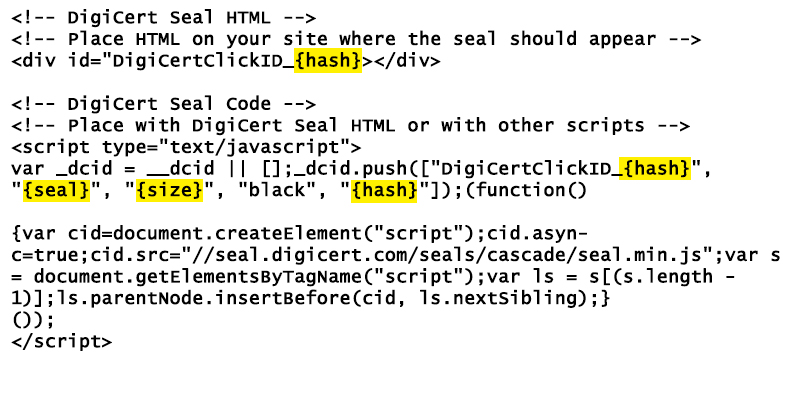 <!-- DigiCert Seal HTML -->
<!-- Place HTML on your site where the seal should appear -->
<div id="DigiCertClickID_{hash}></div>
<!-- DigiCert Seal Code -->
<!-- Place with DigiCert Seal HTML or with other scripts -->
<script type="text/javascript">
var _dcid = __dcid || [];_dcid.push(["DigiCertClickID_{hash}",
"{seal}", "{size}", "black", "{hash}"]);(function()
{var cid=document.createElement("script");cid.asyn-
c=true;cid.src="//seal.digicert.com/seals/cascade/seal.min.js";var s
= document.getElementsByTagName("script");var ls = s[(s.length -
1)];ls.parentNode.insertBefore(cid, ls.nextSibling);}
());
</script>